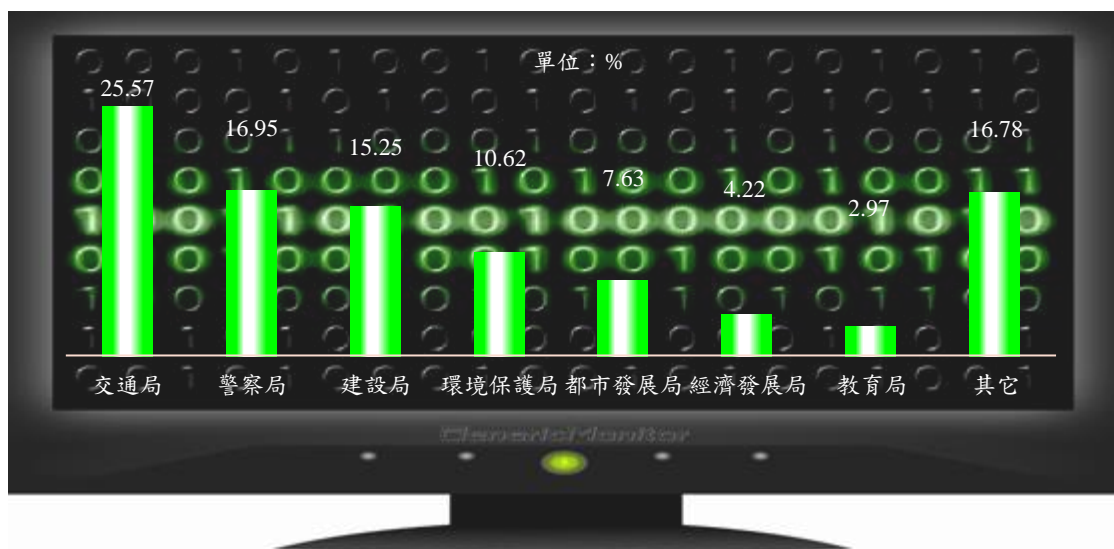 單位：%
25.57
16.95
15.25
10.62
7.63
4.22
2.97
16.78
交通局 警察局 建設局 環境保護局 都市發展局 經濟發展局 教育局 其它
GenericMonitor